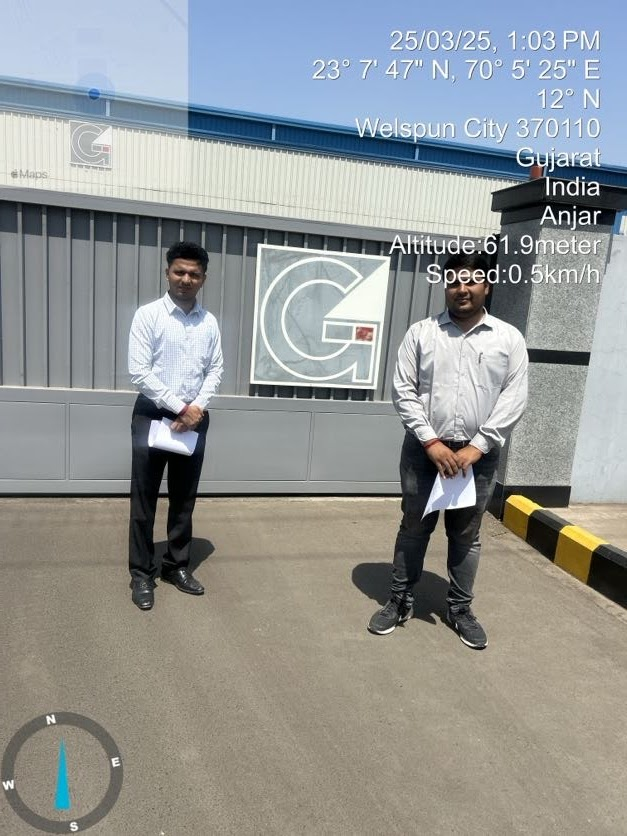 25/03/25, 1:03 PM
23° 7' 47" N, 70° 5' 25" E
12° N
Welspun City 370110
Gujarat
India
Anjar
Altitude:61.9meter
Speed:0.5km/h
Maps
G
G
N
E
W
S